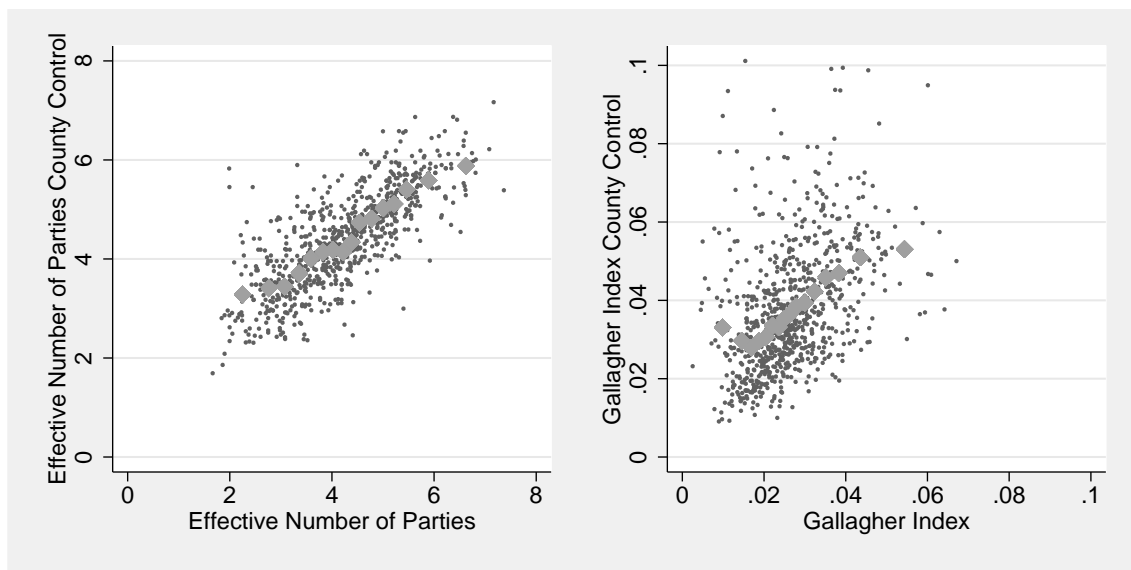 Effective Number of Parties County Control
8
6
4
2
0
0 2 4 6 8
Effective Number of Parties
Gallagher Index County Control
.1
.08
.06
.04
.02
0
0 .02 .04 .06 .08 .1
Gallagher Index